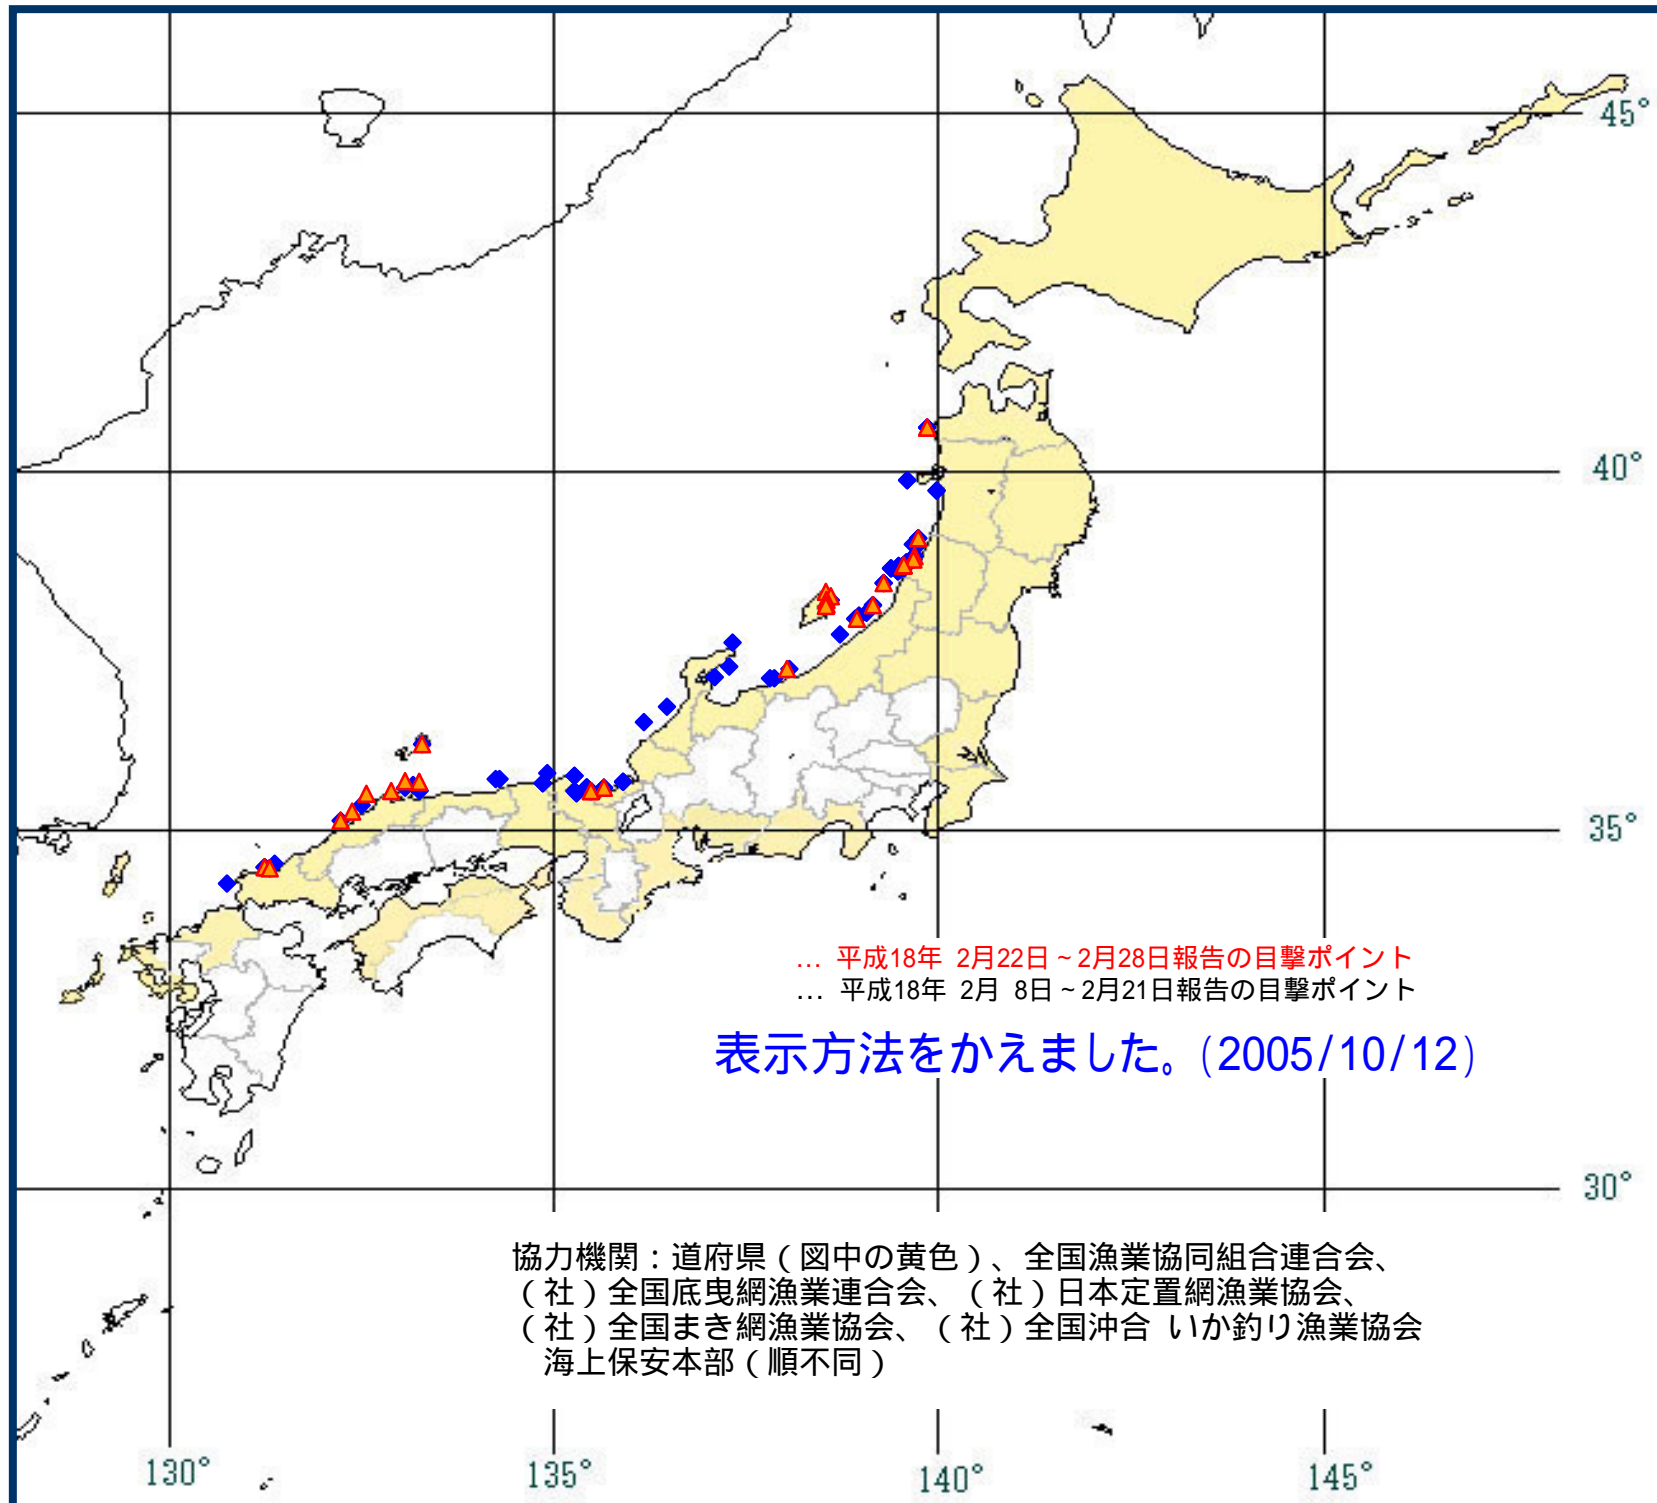 45°
40°
35°
… 平成18年 2月22日~2月28日報告の目撃ポイント
… 平成18年 2月 8日~2月21日報告の目撃ポイント
表示方法をかえました。(2005/10/12)
30°
協力機関：道府県（図中の黄色）、全国漁業協同組合連合会、
（社）全国底曳網漁業連合会、（社）日本定置網漁業協会、
（社）全国まき網漁業協会、（社）全国沖合 いか釣り漁業協会
海上保安本部（順不同）
130°
135°
140°
145°